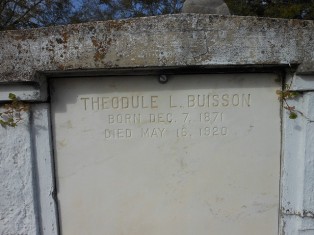 THEODULE L. BUISSON
BORN DEC. 7. 1871
DIED MAY 15. 1920